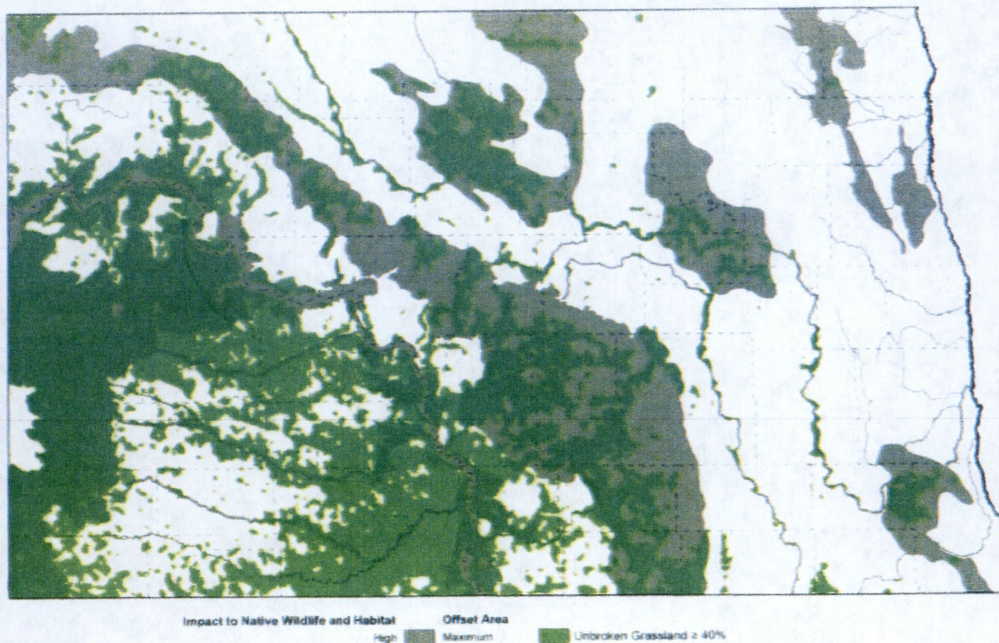 Impact to Native Wildlife and Habitat Offset Area
High Maximum Unbroken Grassland ≥ 40%